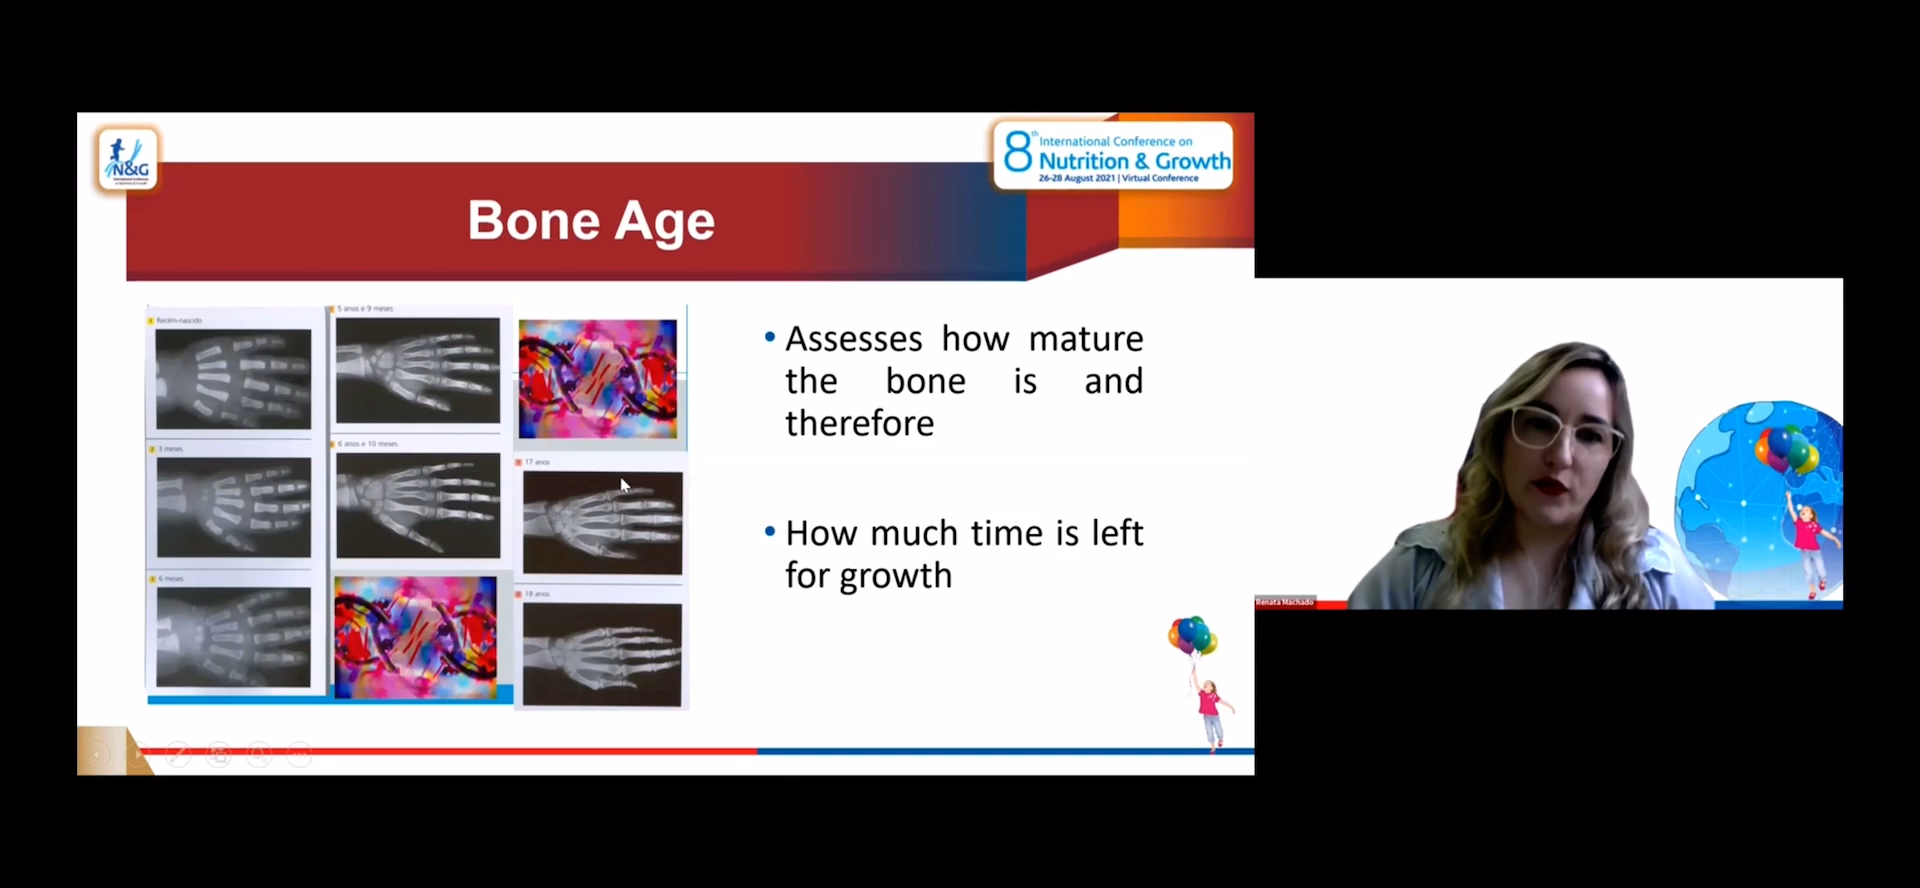 N&G
8th International Conference on
Nutrition & Growth
26-28 August 2021 | Virtual Conference
Bone Age
Recém-nascido
3 meses
6 meses
5 anos e 9 meses
6 anos e 10 meses
17 anos
18 anos
• Assesses how mature
the bone is and
therefore
• How much time is left
for growth
Renata Machado